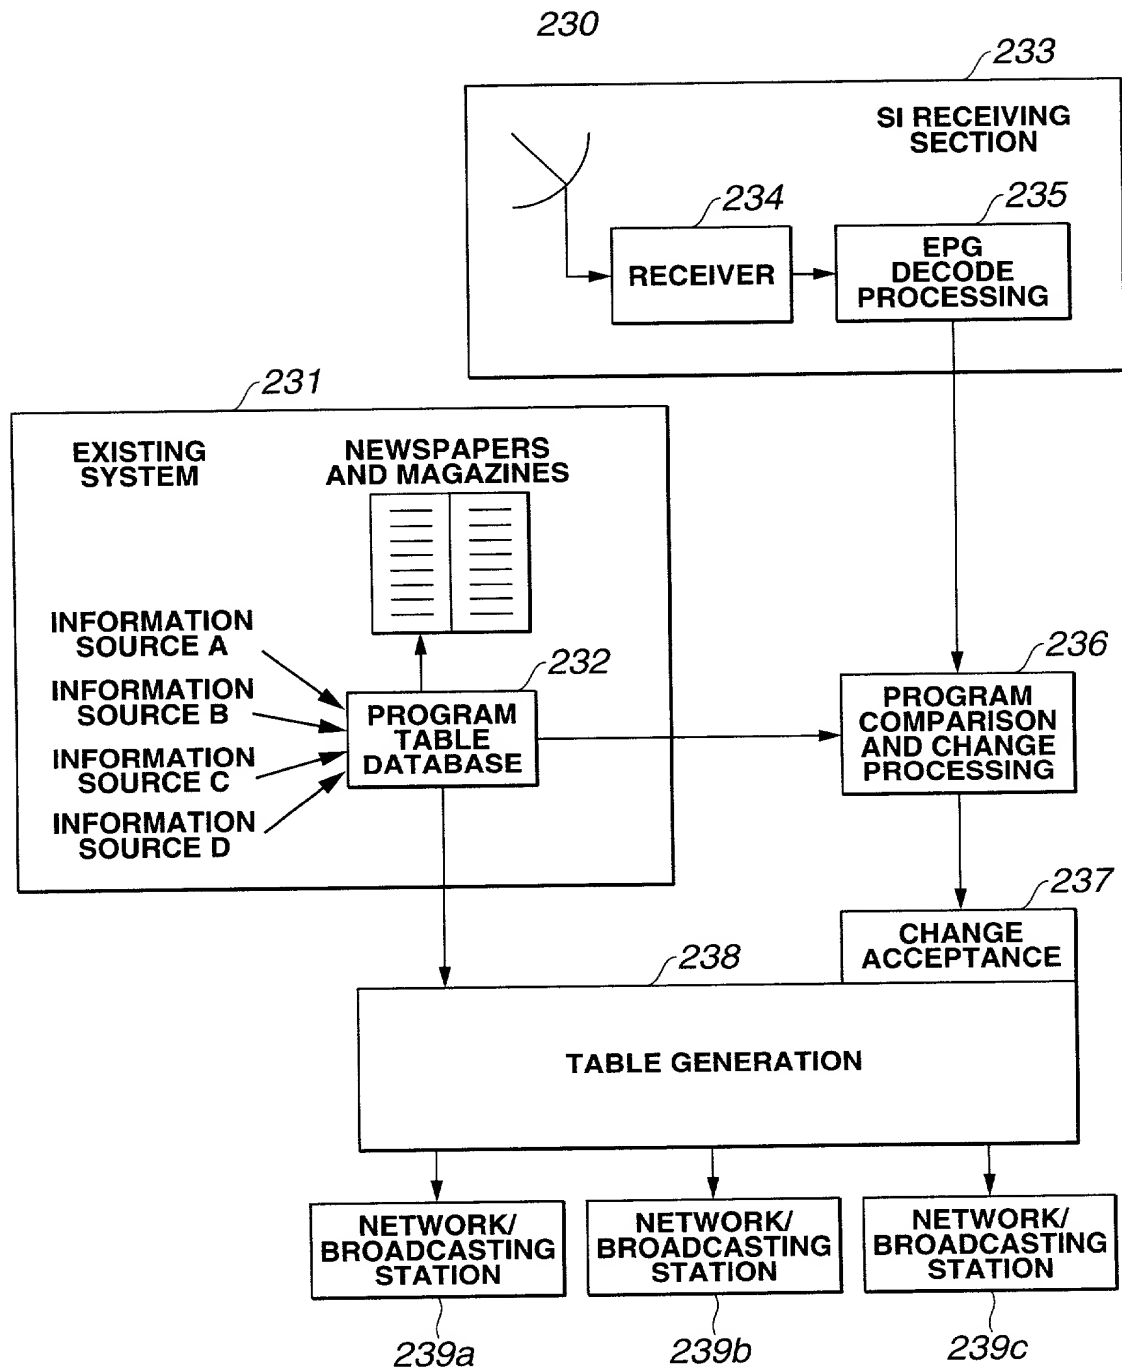 230
233
SI RECEIVING
SECTION
234
235
RECEIVER
EPG
DECODE
PROCESSING
231
EXISTING
SYSTEM
NEWSPAPERS
AND MAGAZINES
INFORMATION
SOURCE A
INFORMATION
SOURCE B
INFORMATION
SOURCE C
INFORMATION
SOURCE D
232
PROGRAM
TABLE
DATABASE
236
PROGRAM
COMPARISON
AND CHANGE
PROCESSING
237
CHANGE
ACCEPTANCE
238
TABLE GENERATION
NETWORK/
BROADCASTING
STATION
NETWORK/
BROADCASTING
STATION
NETWORK/
BROADCASTING
STATION
239a
239b
239c